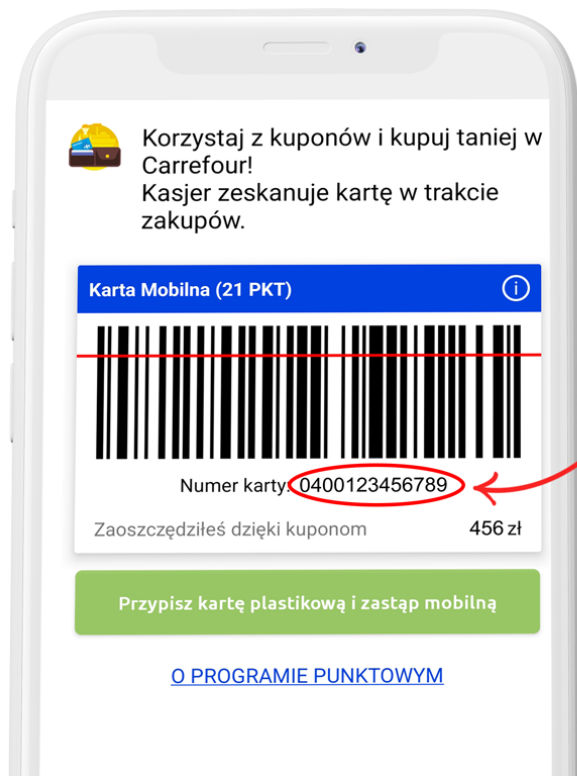 Korzystaj z kuponów i kupuj taniej w
Carrefour!
Kasjer zeskanuje kartę w trakcie
zakupów.
Karta Mobilna (21 PKT)
Numer karty: 0400123456789
Zaoszczędziłeś dzięki kuponom 456 zł
Przypisz kartę plastikową i zastąp mobilną
O PROGRAMIE PUNKTOWYM